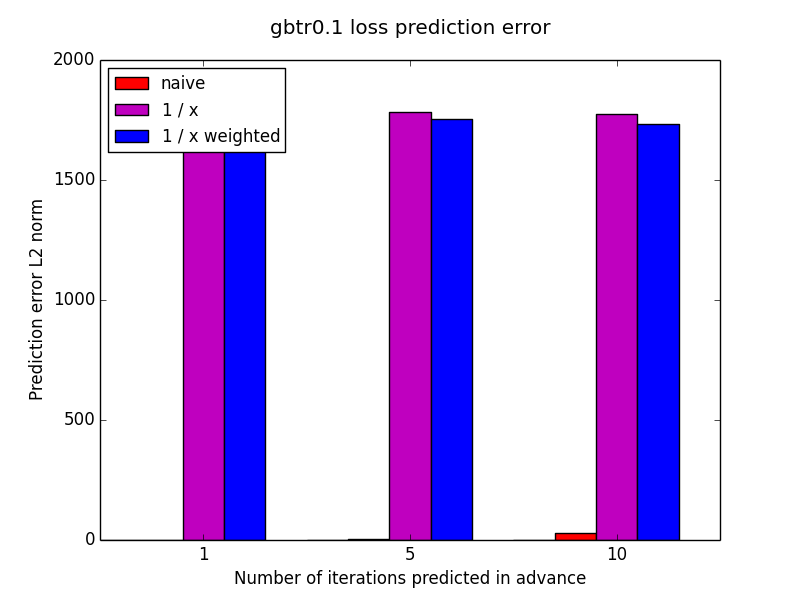 gbtr0.1 loss prediction error
2000
1500
1000
500
0
naive
1 / x
1 / x weighted
Prediction error L2 norm
1 5 10
Number of iterations predicted in advance